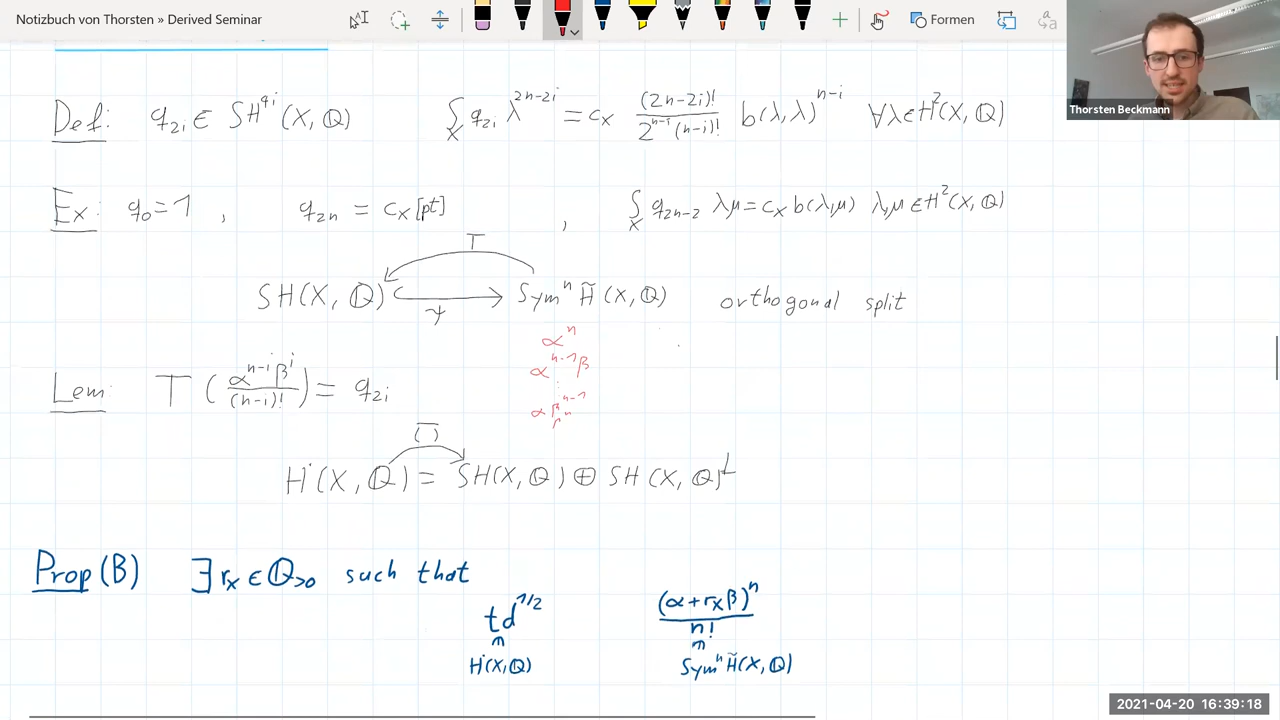 Notizbuch von Thorsten » Derived Seminar
Formen
Thorsten Beckmann
Def: q_{2i} ∈ SH^{4i}(X, ℚ) ∫_X q_{2i} λ^{2n-2i} = c_X (2n-2i)! / 2^{n-i}(n-i)! b(λ,λ)^{n-i} ∀λ∈H²(X, ℚ)
Ex: q_0 = 1 , q_{2n} = c_X [pt] , ∫_X q_{2n-2} λμ = c_X b(λ,μ) λ,μ ∈ H²(X, ℚ)
T
SH(X, ℚ) ⟶ Sym^n H̃(X, ℚ) orthogonal split
ψ
α^n
α^{n-1}β
⋮
αβ^{n-1}
β^n
Lem: T (α^{n-i}β^i / (n-i)!) = q_{2i}
H^·(X, ℚ) = SH(X, ℚ) ⊕ SH(X, ℚ)^⊥
Prop(B) ∃ r_X ∈ ℚ_{>0} such that
td^{1/2} (α + r_X β)^n / n!
∈ ∈
H^·(X,ℚ) Sym^n H̃(X, ℚ)
2021-04-20 16:39:18